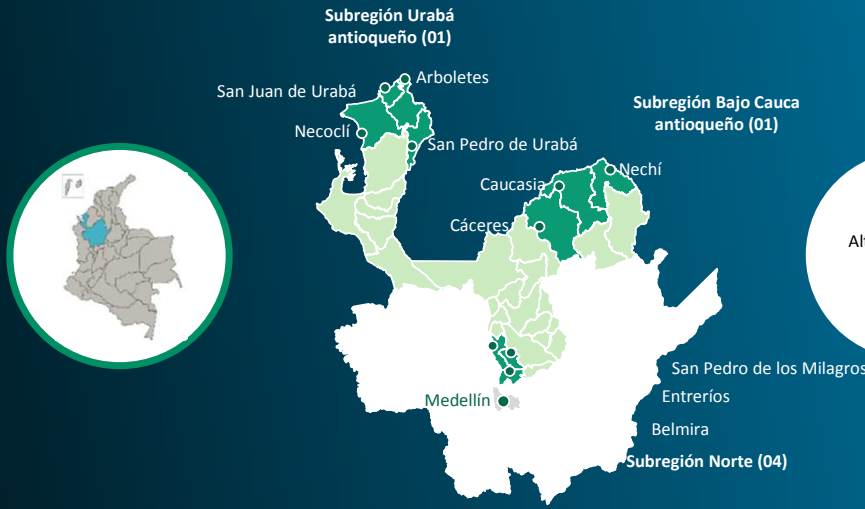 Subregión Urabá
antioqueño (01)
Arboletes
San Juan de Urabá
Subregión Bajo Cauca
antioqueño (01)
Necoclí
San Pedro de Urabá
Nechí
Caucasia
Cáceres
San Pedro de los Milagros
Entreríos
Medellín
Belmira
Subregión Norte (04)